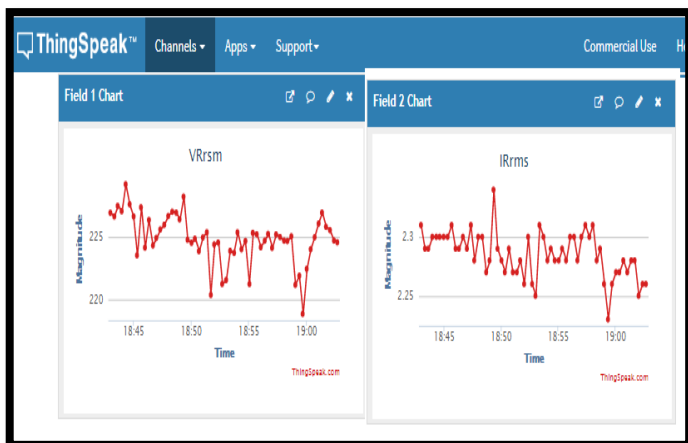 ThingSpeak™ Channels Apps Support Commercial Use
Field 1 Chart
VRrsm
Magnitude
225
220
18:45 18:50 18:55 19:00
Time
ThingSpeak.com
Field 2 Chart
IRrms
Magnitude
2.3
2.25
18:45 18:50 18:55 19:00
Time
ThingSpeak.com